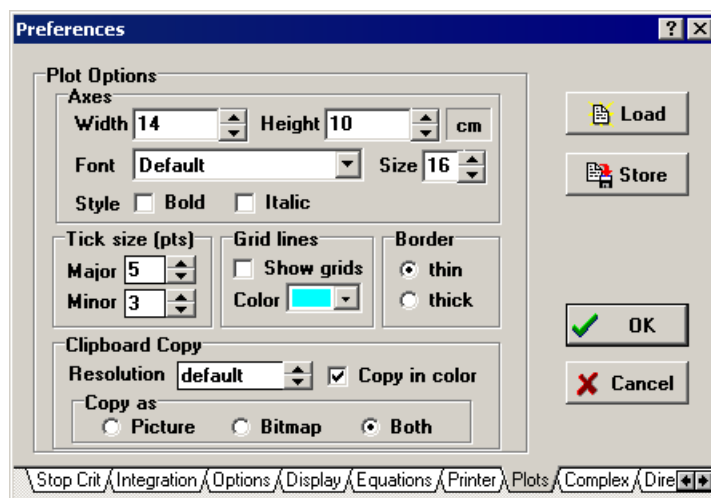 Preferences
Plot Options
Axes
Width 14 Height 10 cm
Font Default Size 16
Style Bold Italic
Tick size (pts)
Major 5
Minor 3
Grid lines
Show grids
Color
Border
thin
thick
Clipboard Copy
Resolution default Copy in color
Copy as
Picture Bitmap Both
Load
Store
OK
Cancel
Stop Crit Integration Options Display Equations Printer Plots Complex Dire